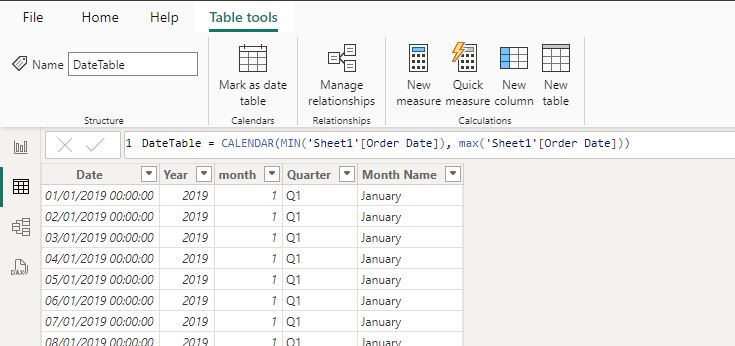 File Home Help Table tools
Name DateTable
Mark as date table
Manage relationships
New measure
Quick measure
New column
New table
Structure Calendars Relationships Calculations
1 DateTable = CALENDAR(MIN('Sheet1'[Order Date]), max('Sheet1'[Order Date]))
Date Year month Quarter Month Name
01/01/2019 00:00:00 2019 1 Q1 January
02/01/2019 00:00:00 2019 1 Q1 January
03/01/2019 00:00:00 2019 1 Q1 January
04/01/2019 00:00:00 2019 1 Q1 January
05/01/2019 00:00:00 2019 1 Q1 January
06/01/2019 00:00:00 2019 1 Q1 January
07/01/2019 00:00:00 2019 1 Q1 January
08/01/2019 00:00:00 2019 1 Q1 January
DAX